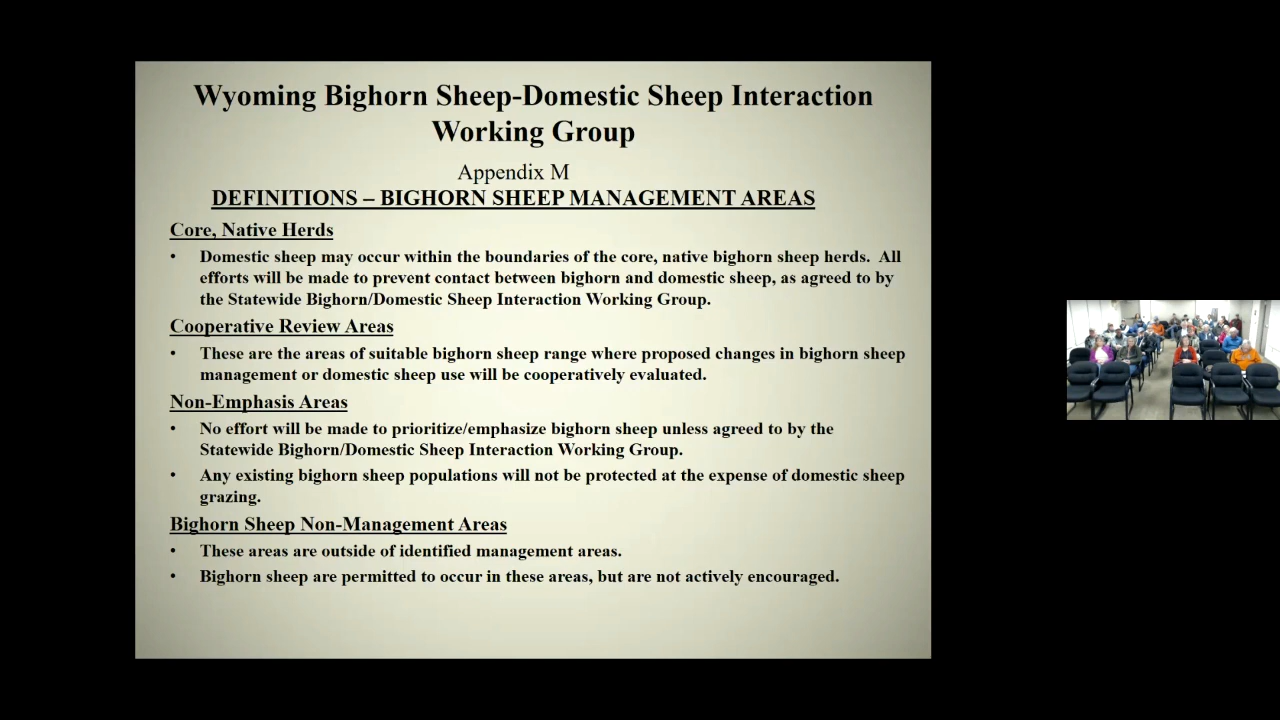 Wyoming Bighorn Sheep-Domestic Sheep Interaction
Working Group
Appendix M
DEFINITIONS – BIGHORN SHEEP MANAGEMENT AREAS
Core, Native Herds
• Domestic sheep may occur within the boundaries of the core, native bighorn sheep herds. All
efforts will be made to prevent contact between bighorn and domestic sheep, as agreed to by
the Statewide Bighorn/Domestic Sheep Interaction Working Group.
Cooperative Review Areas
• These are the areas of suitable bighorn sheep range where proposed changes in bighorn sheep
management or domestic sheep use will be cooperatively evaluated.
Non-Emphasis Areas
• No effort will be made to prioritize/emphasize bighorn sheep unless agreed to by the
Statewide Bighorn/Domestic Sheep Interaction Working Group.
• Any existing bighorn sheep populations will not be protected at the expense of domestic sheep
grazing.
Bighorn Sheep Non-Management Areas
• These areas are outside of identified management areas.
• Bighorn sheep are permitted to occur in these areas, but are not actively encouraged.